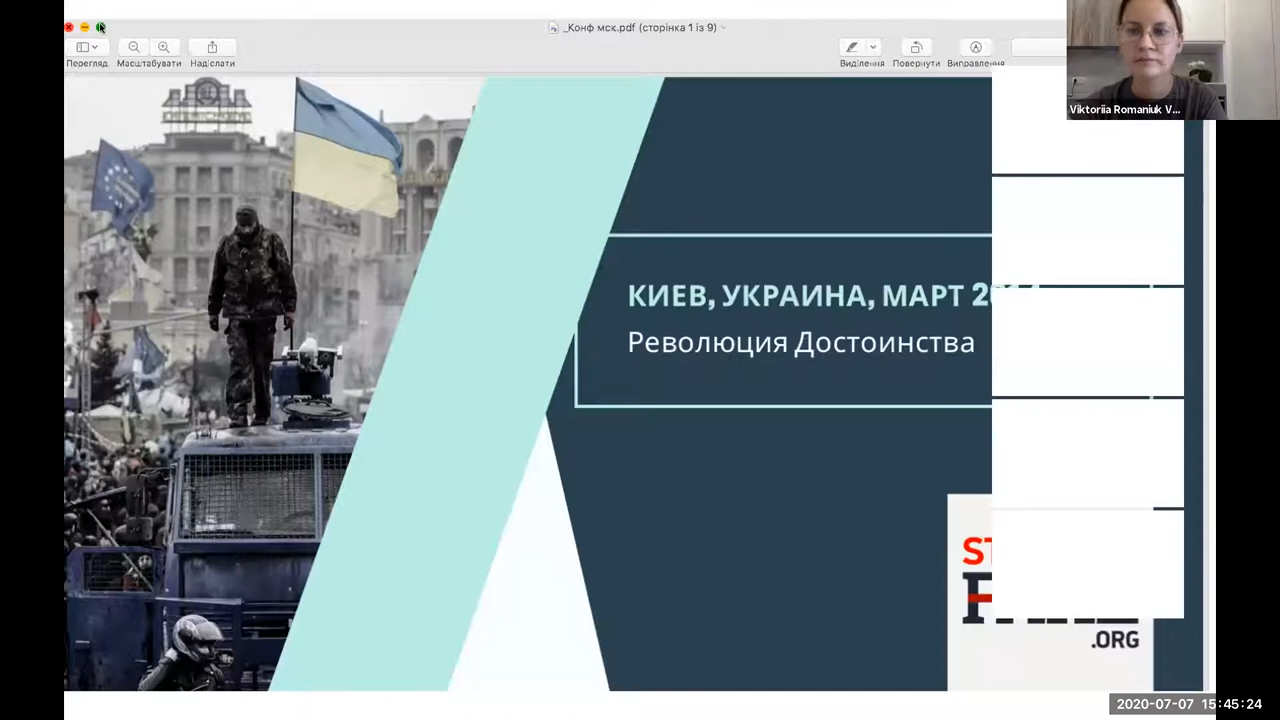 _Конф мск.pdf (сторінка 1 із 9)
Перегляд Масштабувати Надіслати Виділення Повернути Виправлення
Viktoriia Romaniuk V...
КИЕВ, УКРАИНА, МАРТ
Революция Достоинства
.ORG
2020-07-07 15:45:24